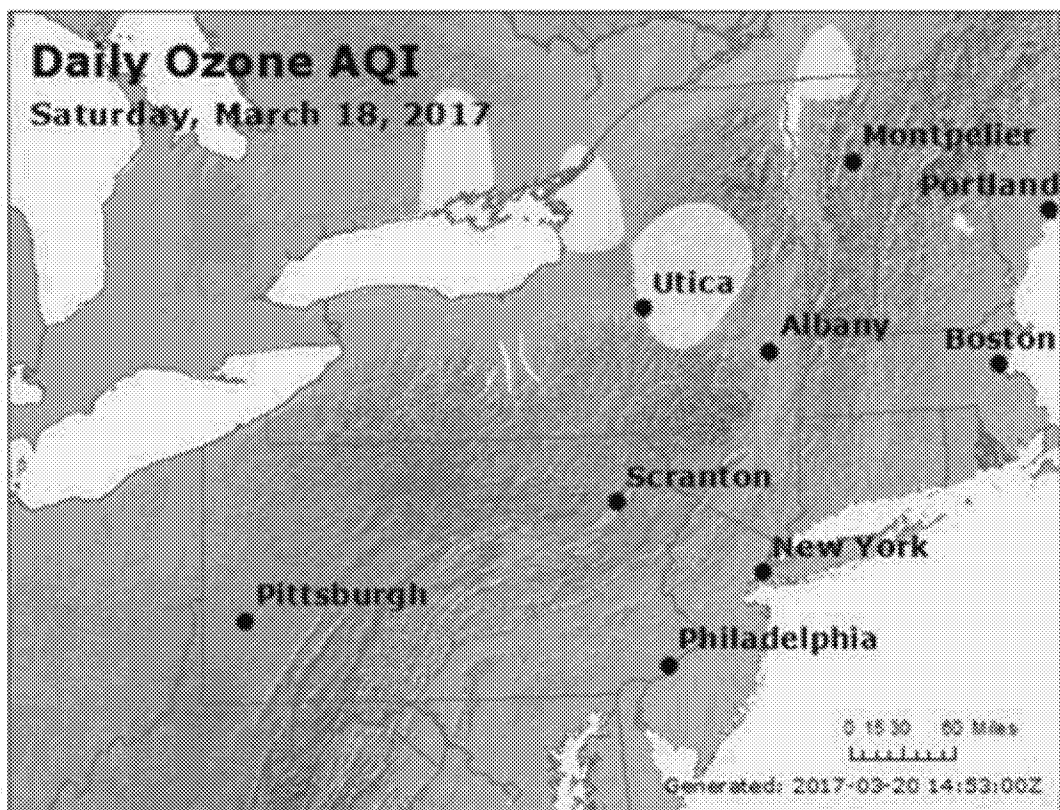 Daily Ozone AQI
Saturday, March 18, 2017
Montpelier
Portland
Utica
Albany
Boston
Scranton
New York
Pittsburgh
Philadelphia
0 15 30 60 Miles
Generated: 2017-03-20 14:53:00Z